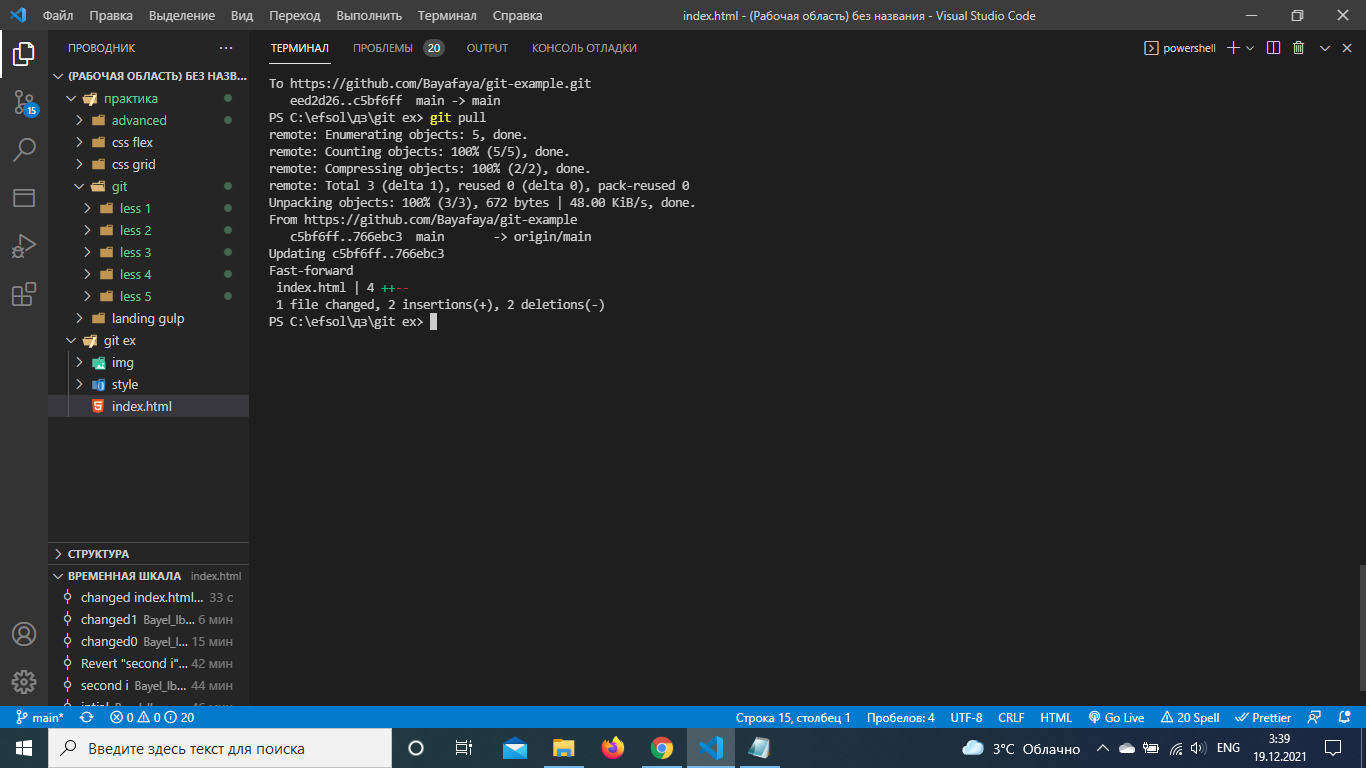 Файл Правка Выделение Вид Переход Выполнить Терминал Справка
index.html - (Рабочая область) без названия - Visual Studio Code
ПРОВОДНИК ...
(РАБОЧАЯ ОБЛАСТЬ) БЕЗ НАЗВ...
практика
advanced
css flex
css grid
git
less 1
less 2
less 3
less 4
less 5
landing gulp
git ex
img
style
index.html
СТРУКТУРА
ВРЕМЕННАЯ ШКАЛА index.html
changed index.html... 33 с
changed1 Bayel_Ib... 6 мин
changed0 Bayel_I... 15 мин
Revert "second i"... 42 мин
second i Bayel_Ib... 44 мин
15
ТЕРМИНАЛ ПРОБЛЕМЫ 20 OUTPUT КОНСОЛЬ ОТЛАДКИ
powershell
To https://github.com/Bayafaya/git-example.git
eed2d26..c5bf6ff main -> main
PS C:\efsol\дз\git ex> git pull
remote: Enumerating objects: 5, done.
remote: Counting objects: 100% (5/5), done.
remote: Compressing objects: 100% (2/2), done.
remote: Total 3 (delta 1), reused 0 (delta 0), pack-reused 0
Unpacking objects: 100% (3/3), 672 bytes | 48.00 KiB/s, done.
From https://github.com/Bayafaya/git-example
c5bf6ff..766ebc3 main -> origin/main
Updating c5bf6ff..766ebc3
Fast-forward
index.html | 4 ++--
1 file changed, 2 insertions(+), 2 deletions(-)
PS C:\efsol\дз\git ex>
main* 0 0 20
Строка 15, столбец 1 Пробелов: 4 UTF-8 CRLF HTML Go Live 20 Spell Prettier
Введите здесь текст для поиска
3°C Облачно ENG
3:39
19.12.2021